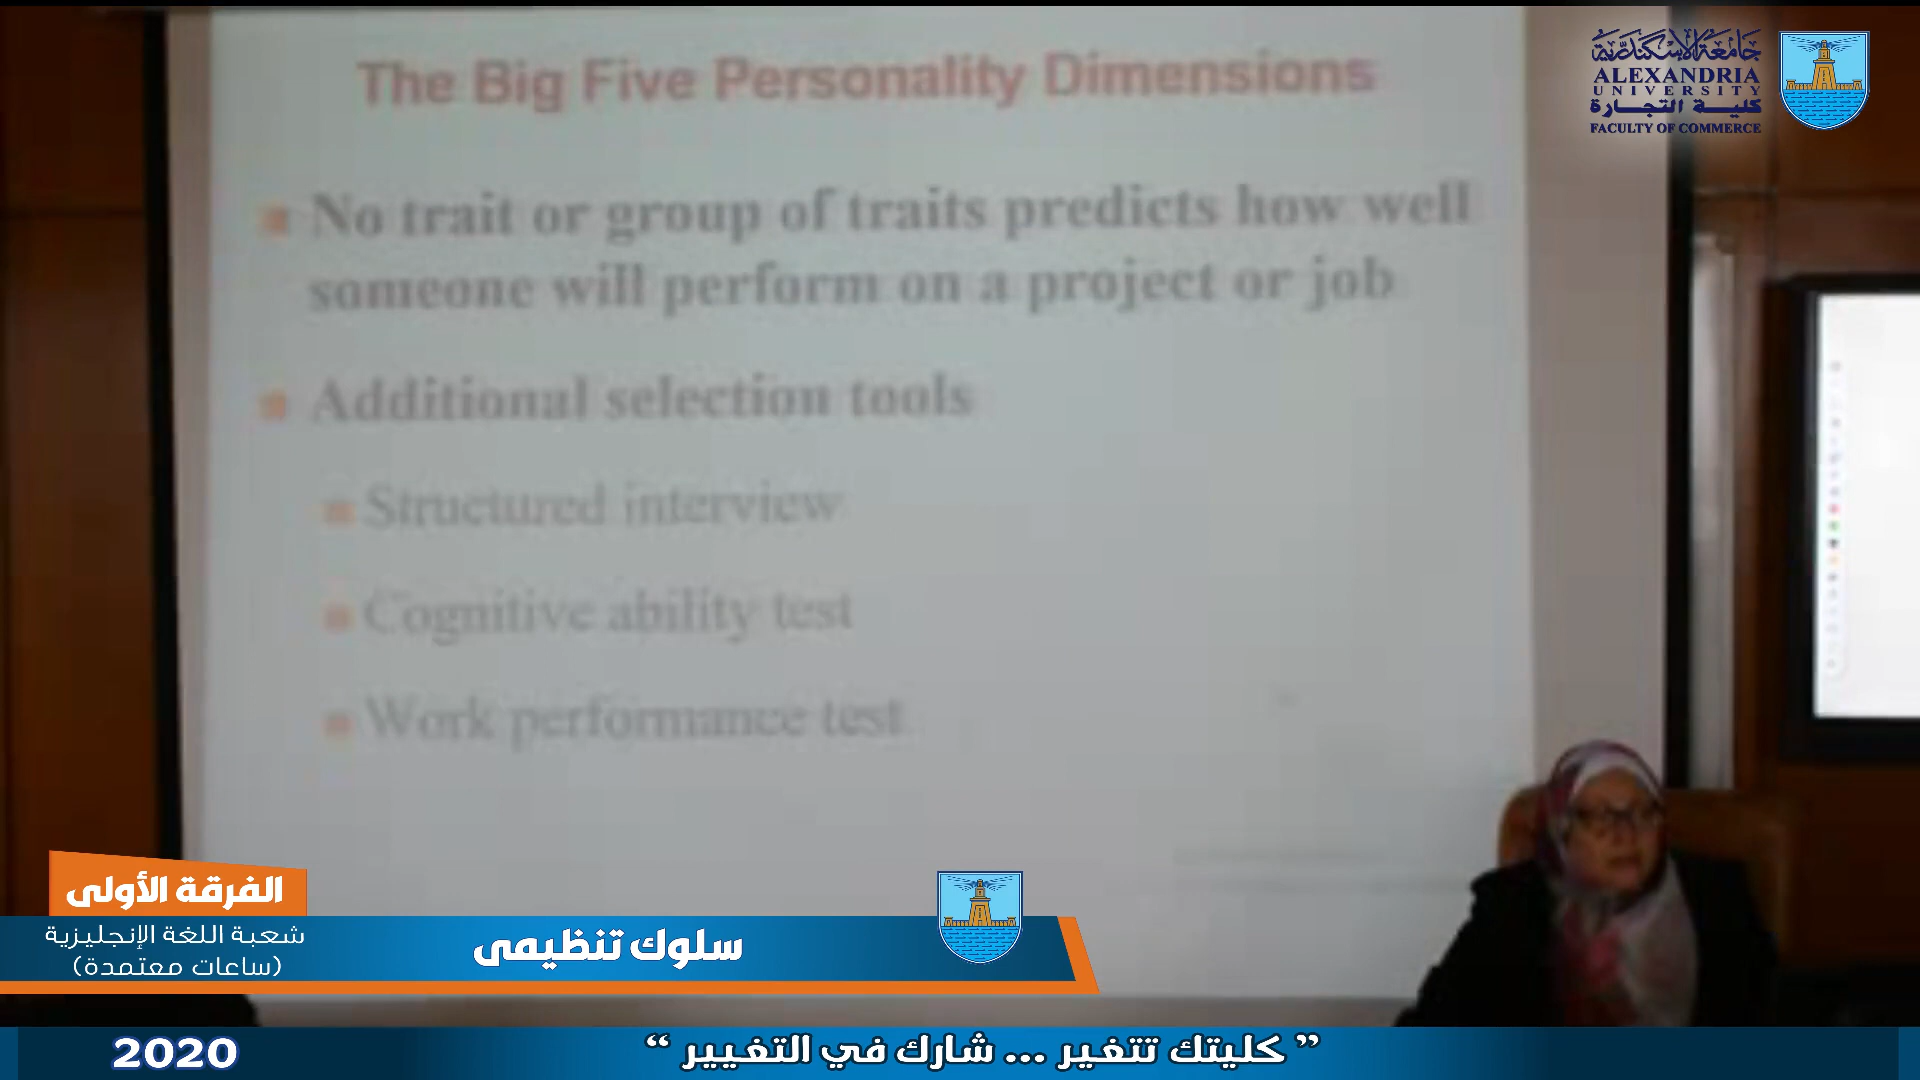 The Big Five Personality Dimensions
جامعة الإسكندرية
ALEXANDRIA
UNIVERSITY
كلية التجارة
FACULTY OF COMMERCE
No trait or group of traits predicts how well
someone will perform on a project or job
Additional selection tools
Structured interview
Cognitive ability test
Work performance test
الفرقة الأولى
شعبة اللغة الإنجليزية
(ساعات معتمدة)
سلوك تنظيمى
2020
” كليتك تتغير ... شارك في التغيير “